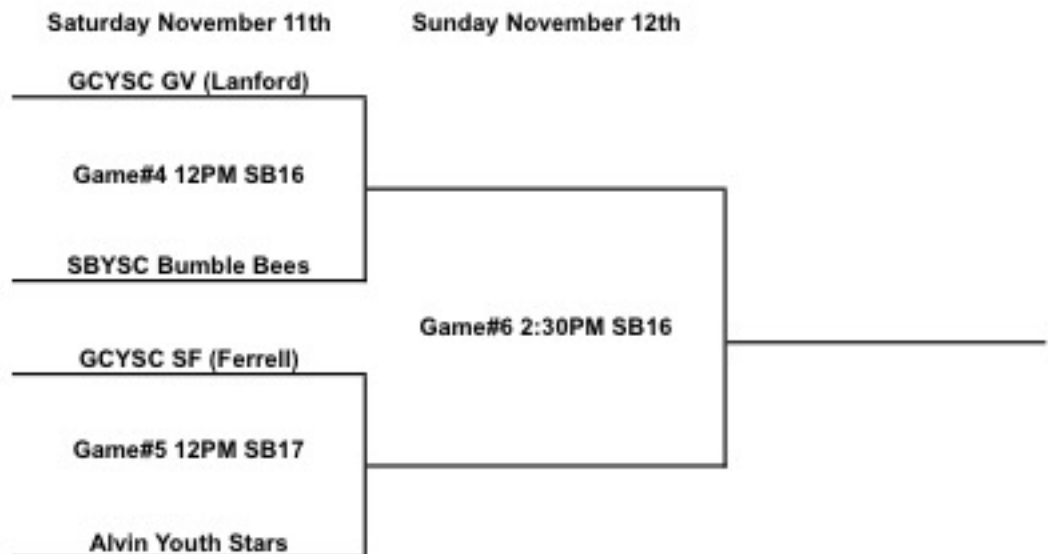 Saturday November 11th
Sunday November 12th
GCYSC GV (Lanford)
Game#4 12PM SB16
SBYSC Bumble Bees
Game#6 2:30PM SB16
GCYSC SF (Ferrell)
Game#5 12PM SB17
Alvin Youth Stars